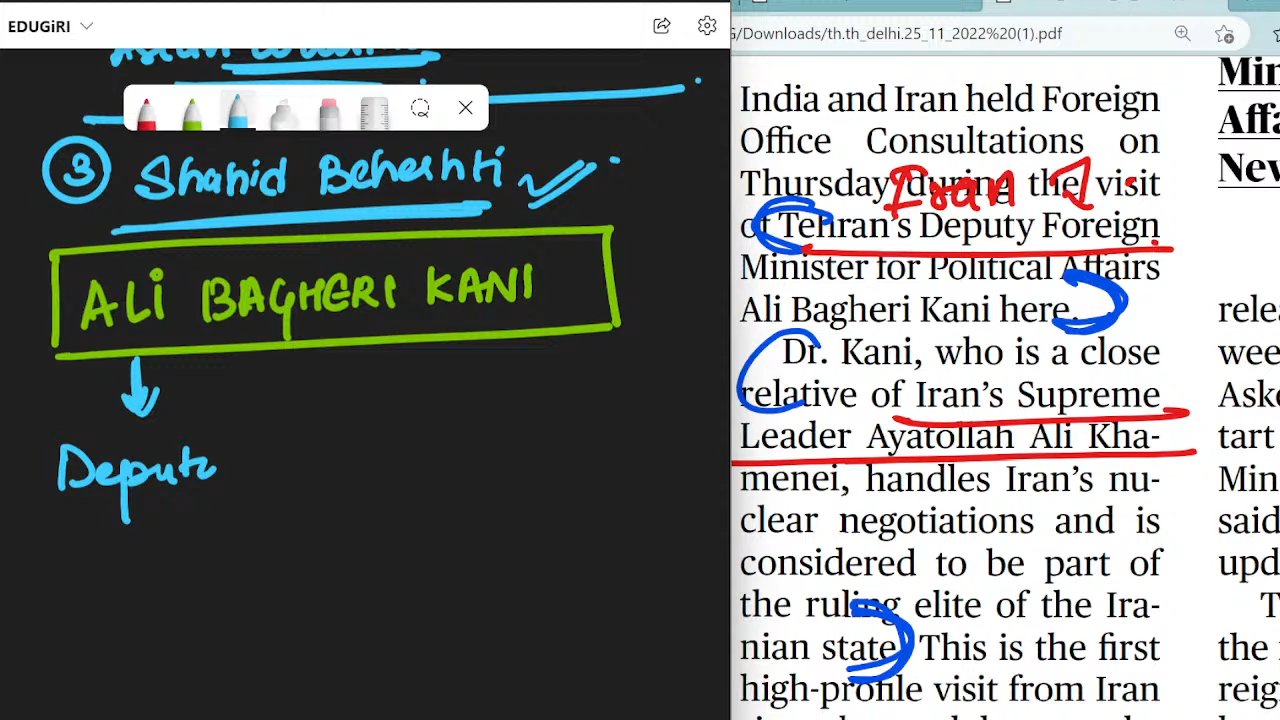 EDUGiRI
/Downloads/th.th_delhi.25_11_2022%20(1).pdf
Asian
3 Shahid Beheshti
ALi BAGHERI KANI
Deput
India and Iran held Foreign
Office Consultations on
Thursday during the visit
Iran
of Tehran's Deputy Foreign
Minister for Political Affairs
Ali Bagheri Kani here.
Dr. Kani, who is a close
relative of Iran's Supreme
Leader Ayatollah Ali Kha-
menei, handles Iran's nu-
clear negotiations and is
considered to be part of
the ruling elite of the Ira-
nian state. This is the first
high-profile visit from Iran
Min
Affa
New
relea
wee
Aske
tart
Min
said
upd
T
the
reig